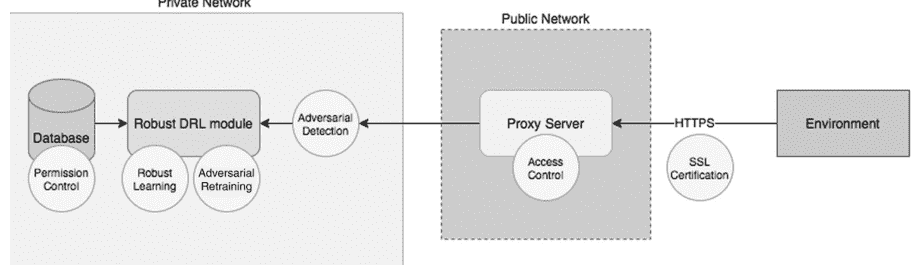 Private Network
Public Network
Database
Permission
Control
Robust DRL module
Robust
Learning
Adversarial
Retraining
Adversarial
Detection
Proxy Server
Access
Control
HTTPS
SSL
Certification
Environment